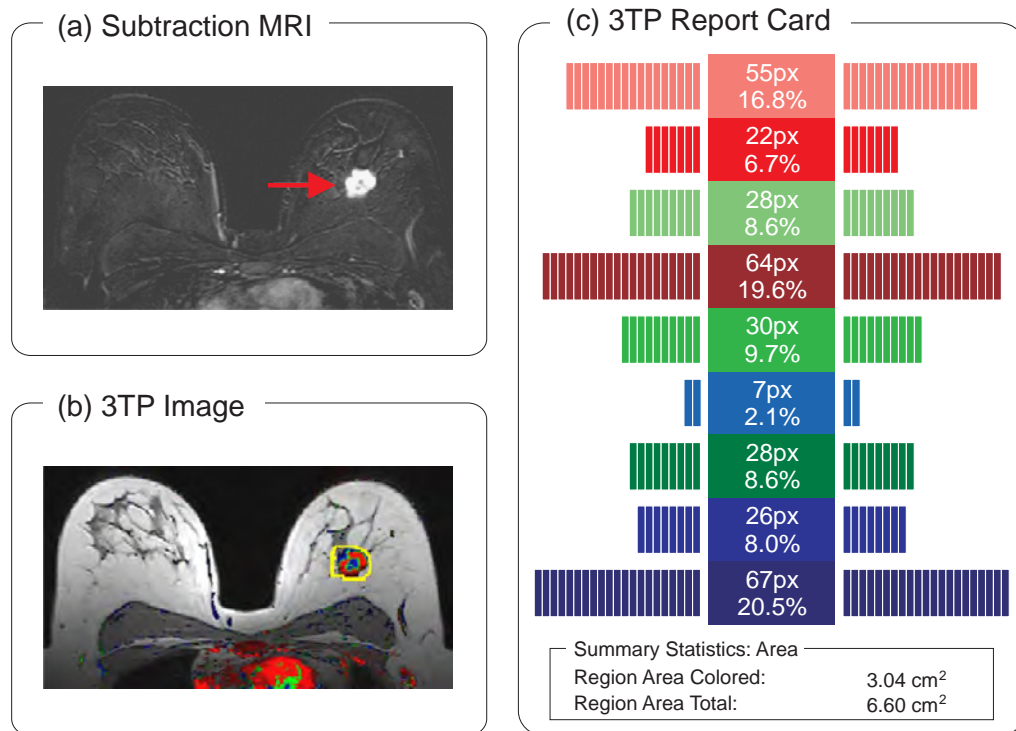 (a) Subtraction MRI
(b) 3TP Image
(c) 3TP Report Card
55px
16.8%
22px
6.7%
28px
8.6%
64px
19.6%
30px
9.7%
7px
2.1%
28px
8.6%
26px
8.0%
67px
20.5%
Summary Statistics: Area
Region Area Colored: 3.04 cm²
Region Area Total: 6.60 cm²